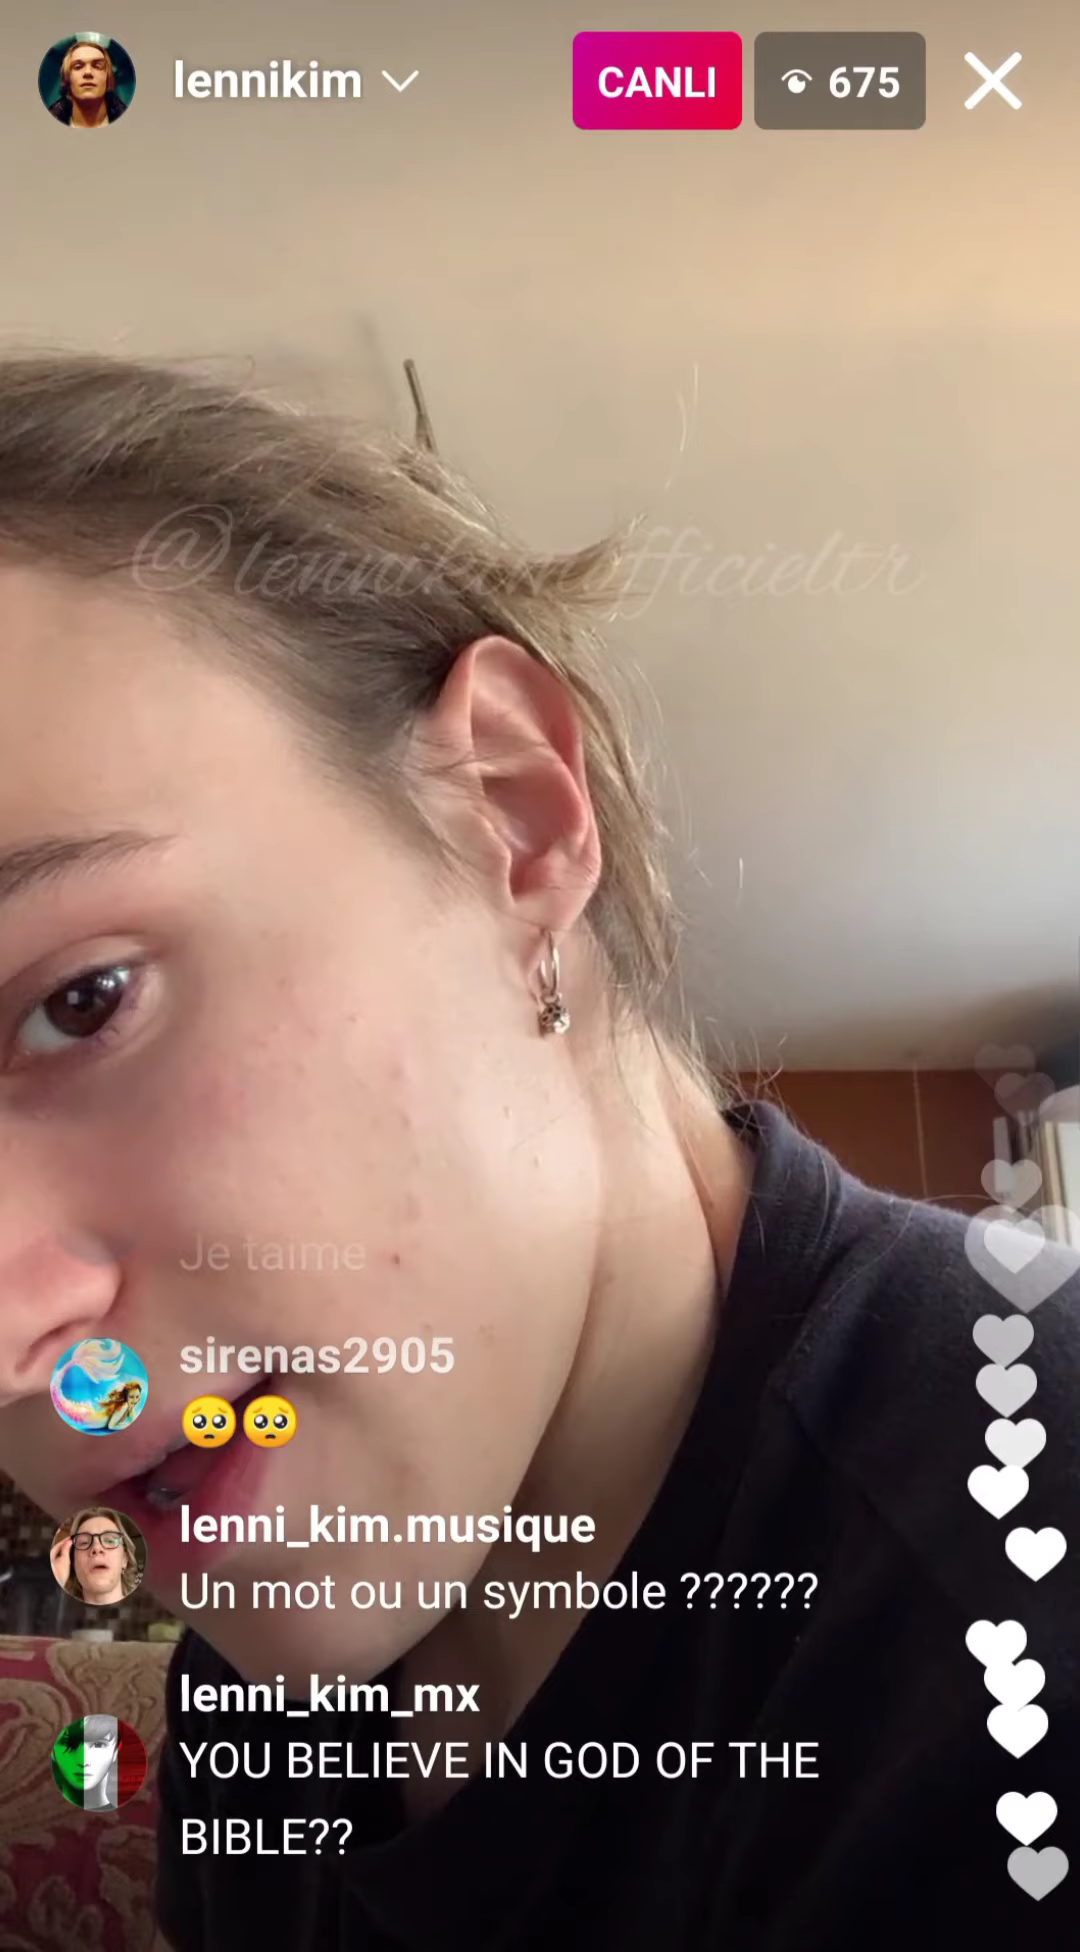 lennikim
CANLI
675
@lennikimofficieltr
Je taime
sirenas2905
🥺🥺
lenni_kim.musique
Un mot ou un symbole ??????
lenni_kim_mx
YOU BELIEVE IN GOD OF THE
BIBLE??